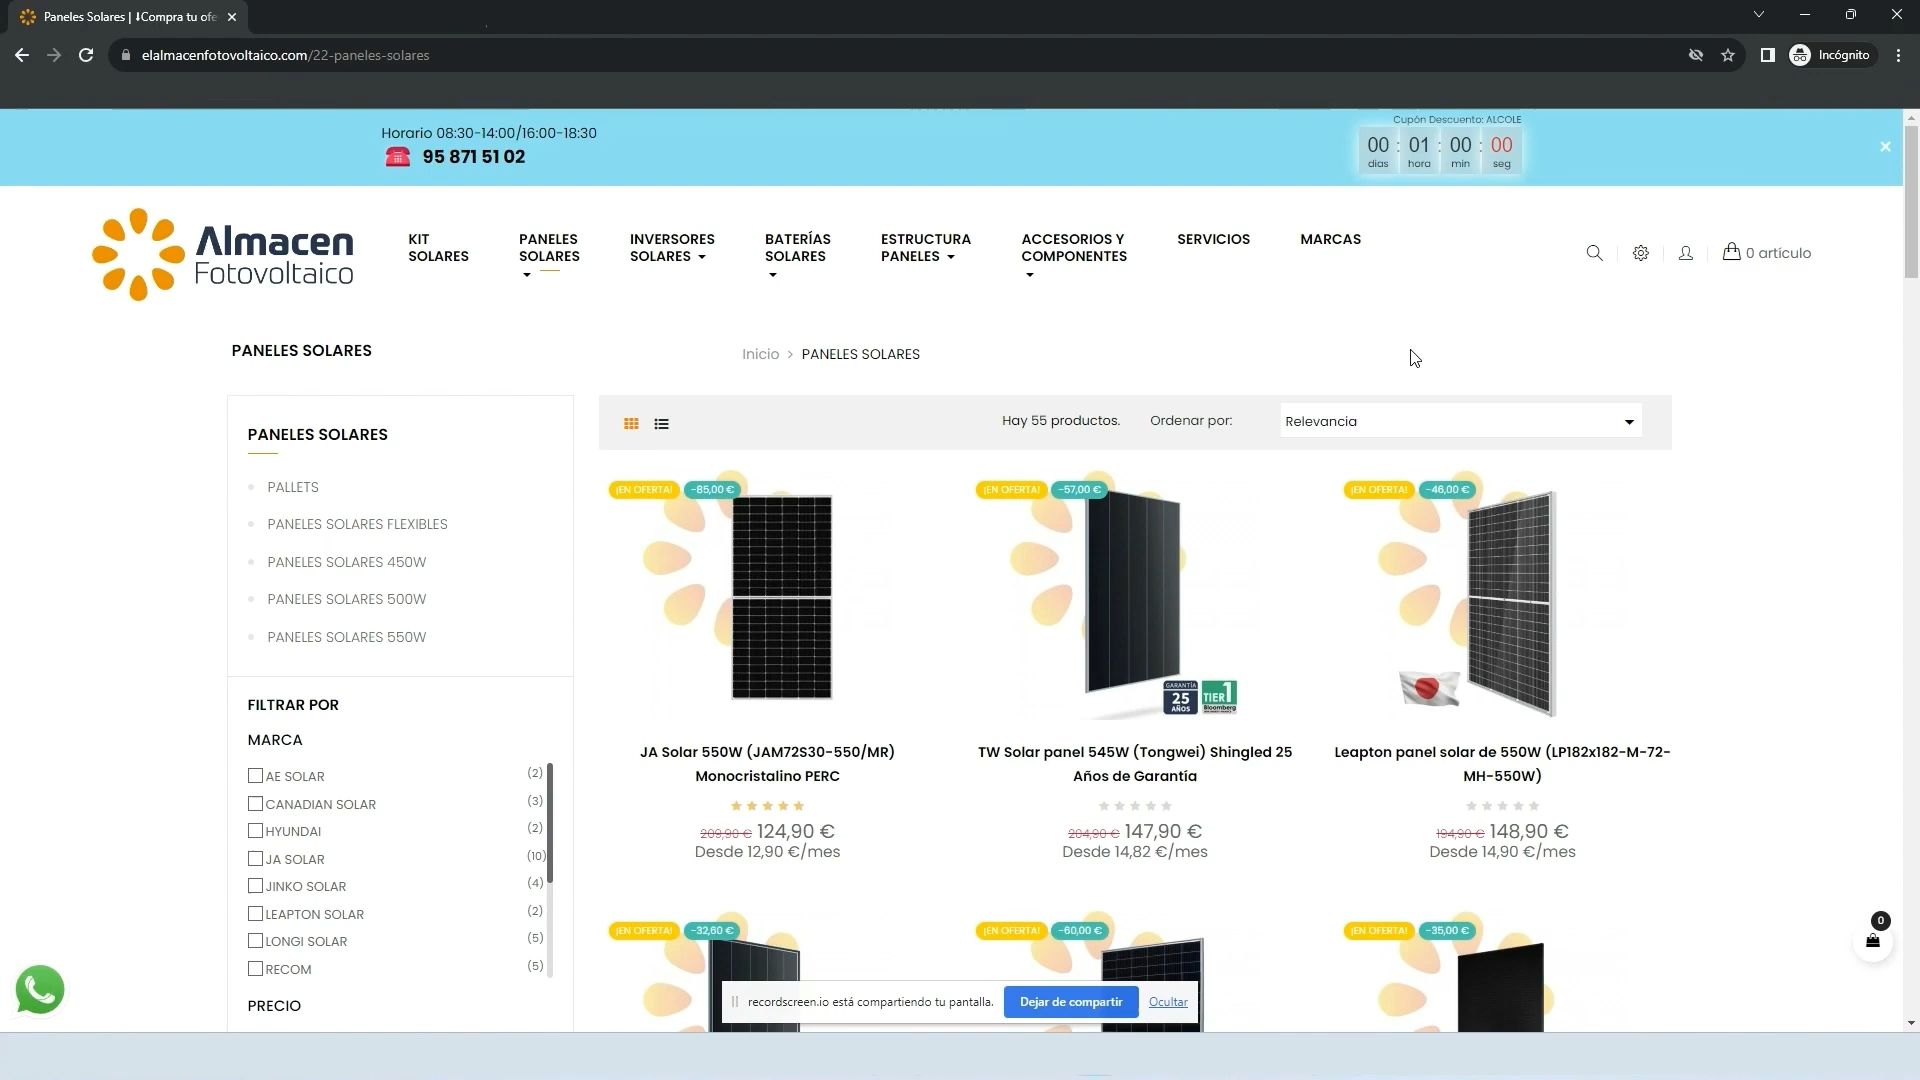 Paneles Solares | ⬇Compra tu ofe
elalmacenfotovoltaico.com/22-paneles-solares
Incógnito
Horario 08:30-14:00/16:00-18:30
95 871 51 02
Cupón Descuento: ALCOLE
00 : 01 : 00 : 00
dias hora min seg
Almacen
Fotovoltaico
KIT
SOLARES
PANELES
SOLARES
INVERSORES
SOLARES
BATERÍAS
SOLARES
ESTRUCTURA
PANELES
ACCESORIOS Y
COMPONENTES
SERVICIOS
MARCAS
0 artículo
PANELES SOLARES
Inicio > PANELES SOLARES
PANELES SOLARES
PALLETS
PANELES SOLARES FLEXIBLES
PANELES SOLARES 450W
PANELES SOLARES 500W
PANELES SOLARES 550W
FILTRAR POR
MARCA
AE SOLAR (2)
CANADIAN SOLAR (3)
HYUNDAI (2)
JA SOLAR (10)
JINKO SOLAR (4)
LEAPTON SOLAR (2)
LONGI SOLAR (5)
RECOM (5)
PRECIO
Hay 55 productos.
Ordenar por:
Relevancia
¡EN OFERTA! -85,00 €
JA Solar 550W (JAM72S30-550/MR)
Monocristalino PERC
209,90 € 124,90 €
Desde 12,90 €/mes
¡EN OFERTA! -57,00 €
GARANTÍA
25
AÑOS
TIER 1
Bloomberg
TW Solar panel 545W (Tongwei) Shingled 25
Años de Garantía
204,90 € 147,90 €
Desde 14,82 €/mes
¡EN OFERTA! -46,00 €
Leapton panel solar de 550W (LP182x182-M-72-
MH-550W)
194,90 € 148,90 €
Desde 14,90 €/mes
¡EN OFERTA! -32,60 €
¡EN OFERTA! -60,00 €
¡EN OFERTA! -35,00 €
0
recordscreen.io está compartiendo tu pantalla.
Dejar de compartir
Ocultar